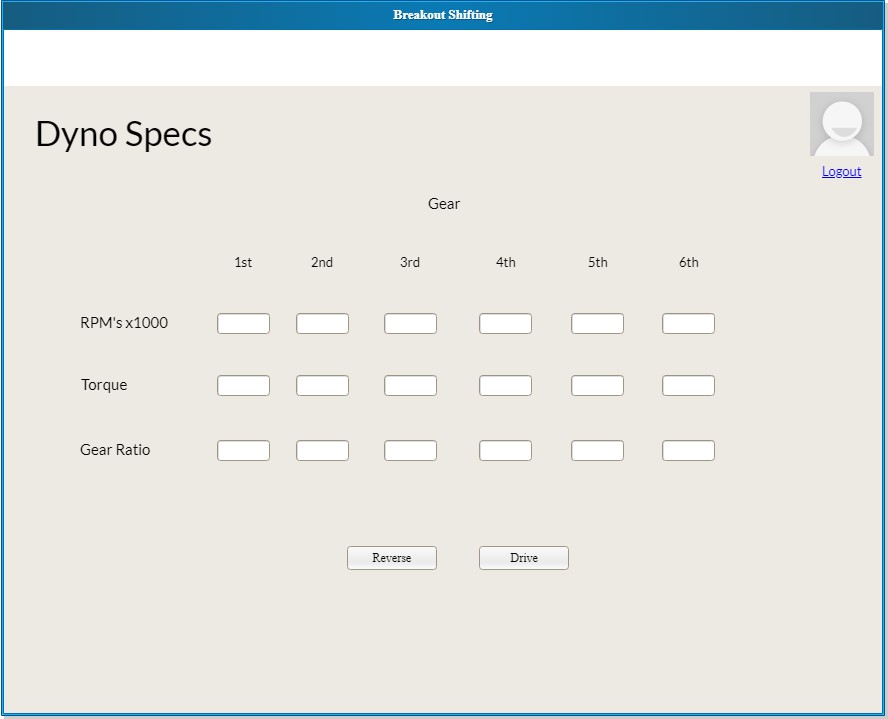 Breakout Shifting
Dyno Specs
Logout
Gear
1st 2nd 3rd 4th 5th 6th
RPM's x1000
Torque
Gear Ratio
Reverse Drive